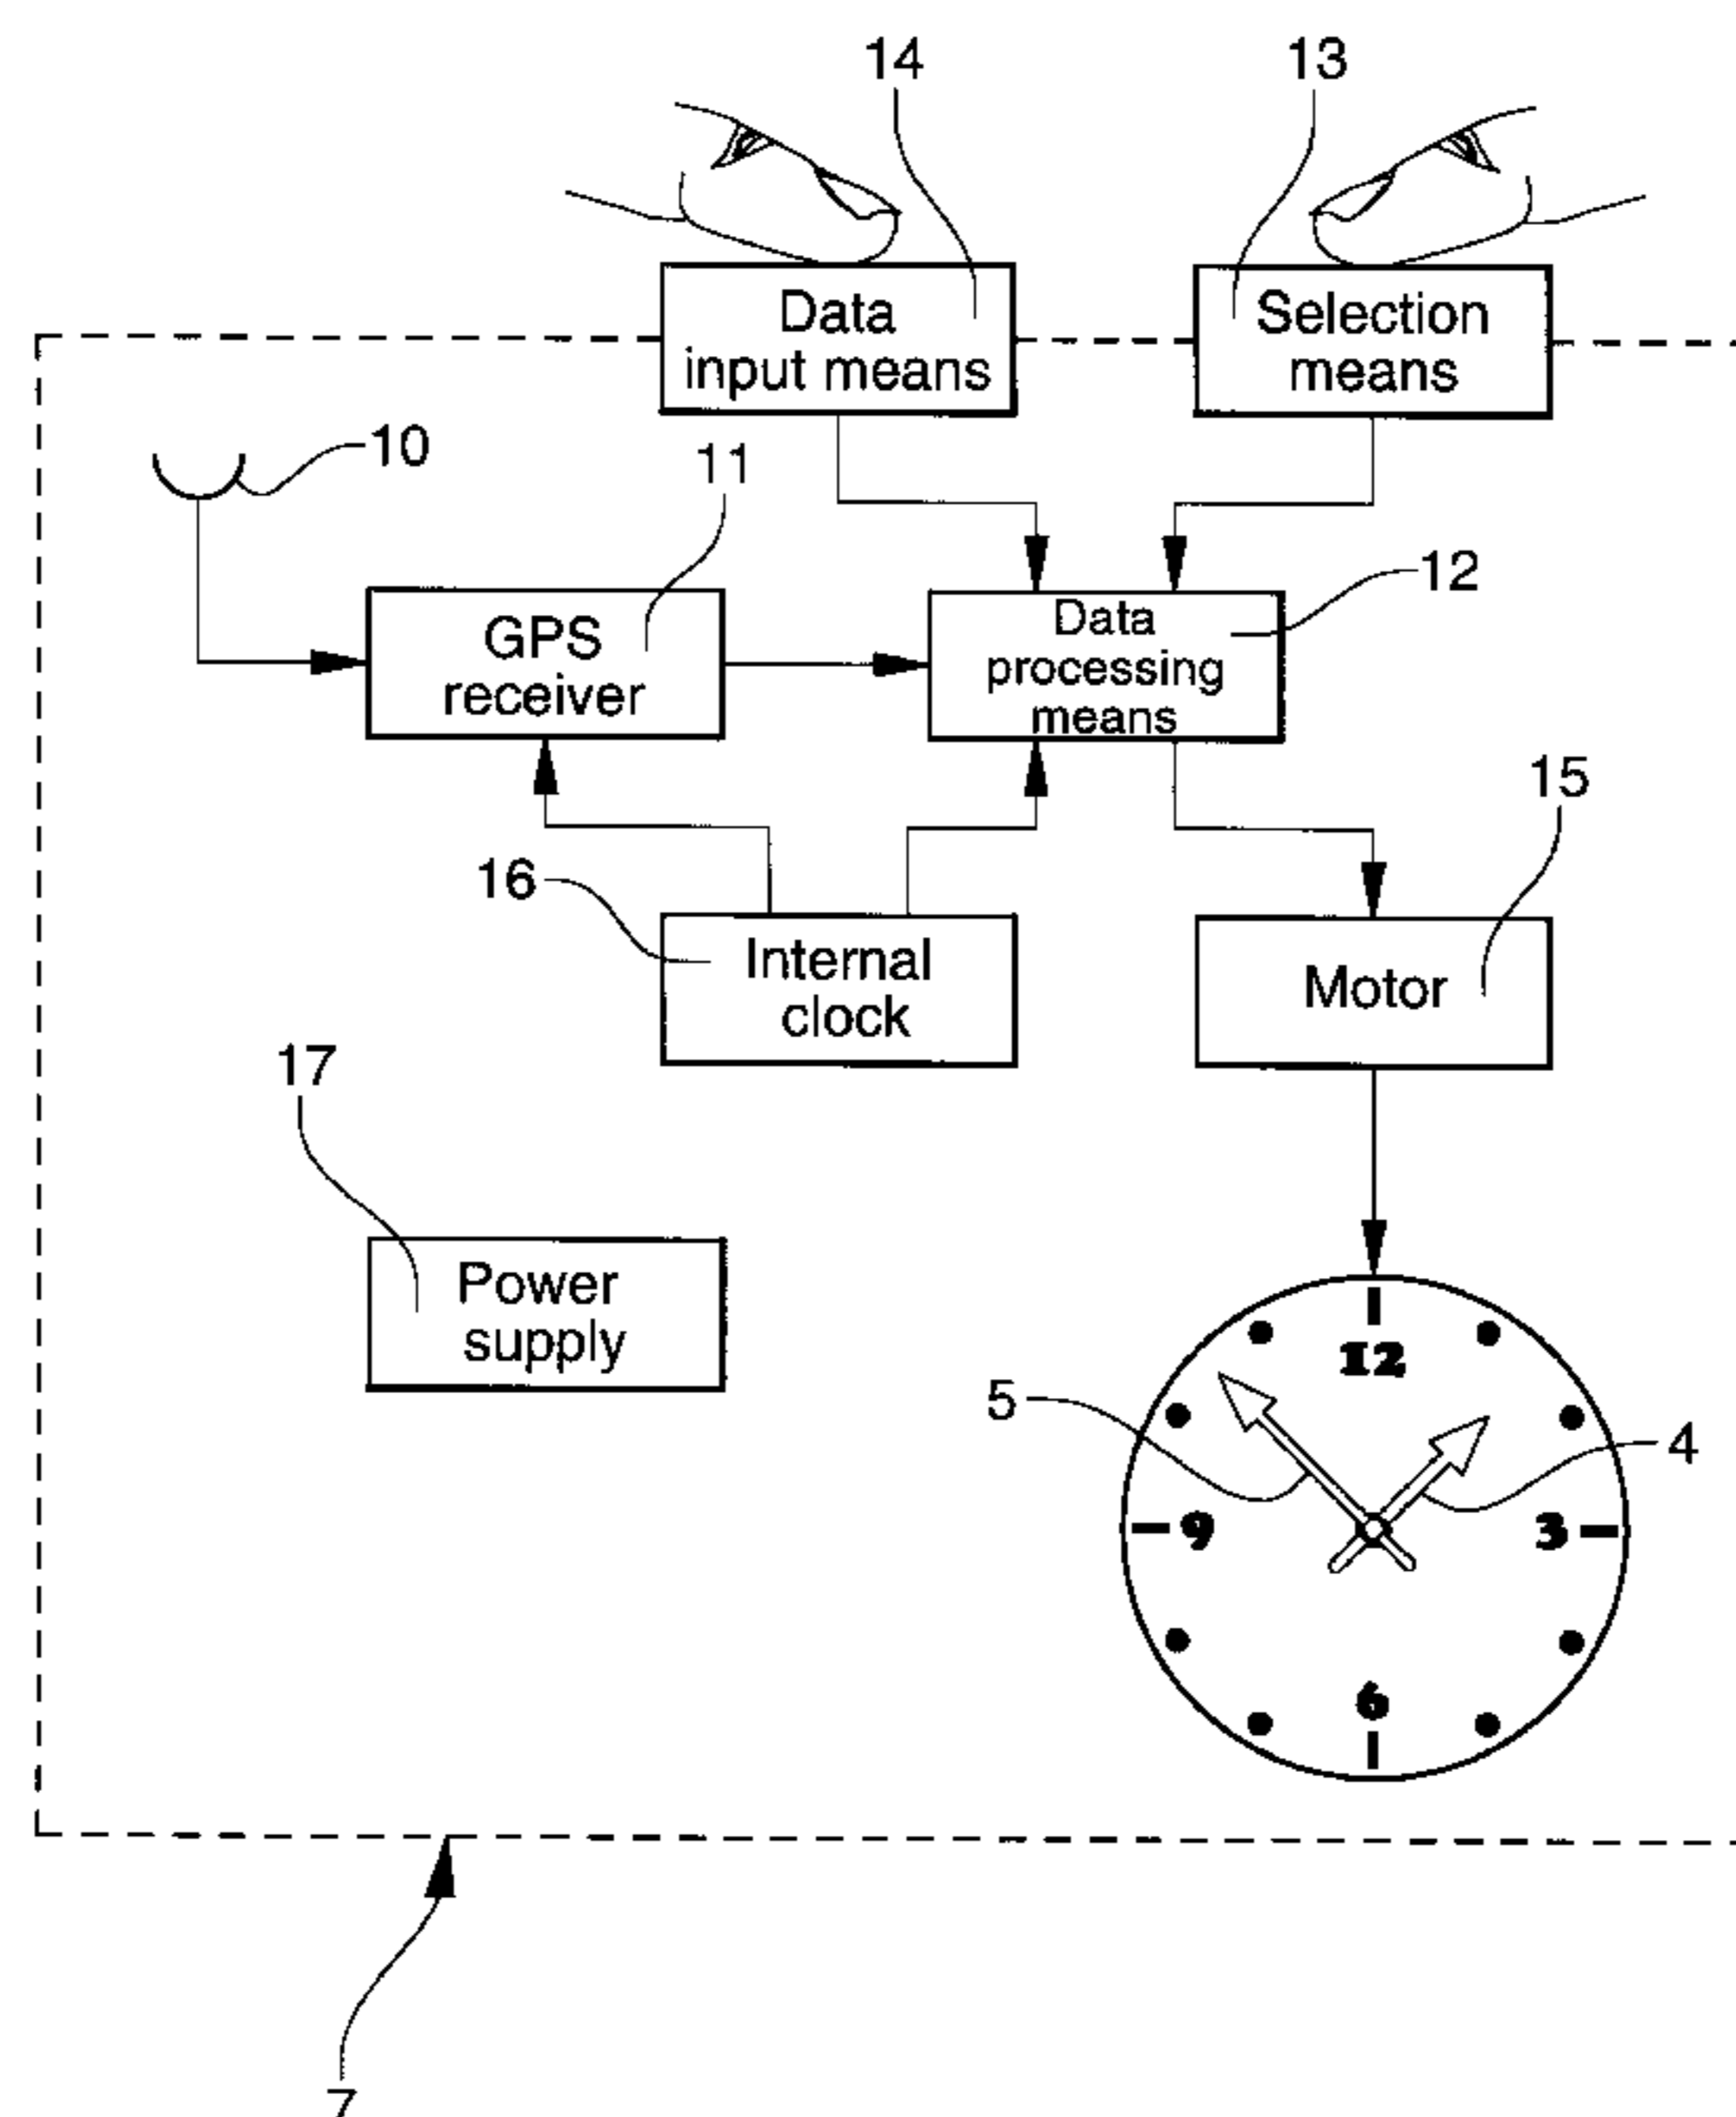 14
13
Data
input means
Selection
means
10
11
12
GPS
receiver
Data
processing
means
15
16
Internal
clock
Motor
17
Power
supply
12
5
4
9
3
6
7